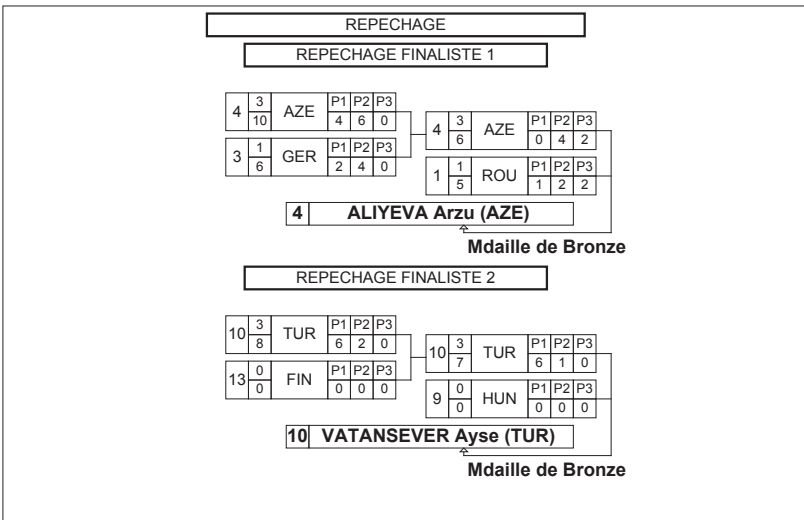 REPECHAGE
REPECHAGE FINALISTE 1
4 3 10 AZE P1 P2 P3 4 6 0
3 1 6 GER P1 P2 P3 2 4 0
4 3 6 AZE P1 P2 P3 0 4 2
1 1 5 ROU P1 P2 P3 1 2 2
4 ALIYEVA Arzu (AZE)
Mdaille de Bronze
REPECHAGE FINALISTE 2
10 3 8 TUR P1 P2 P3 6 2 0
13 0 0 FIN P1 P2 P3 0 0 0
10 3 7 TUR P1 P2 P3 6 1 0
9 0 0 HUN P1 P2 P3 0 0 0
10 VATANSEVER Ayse (TUR)
Mdaille de Bronze